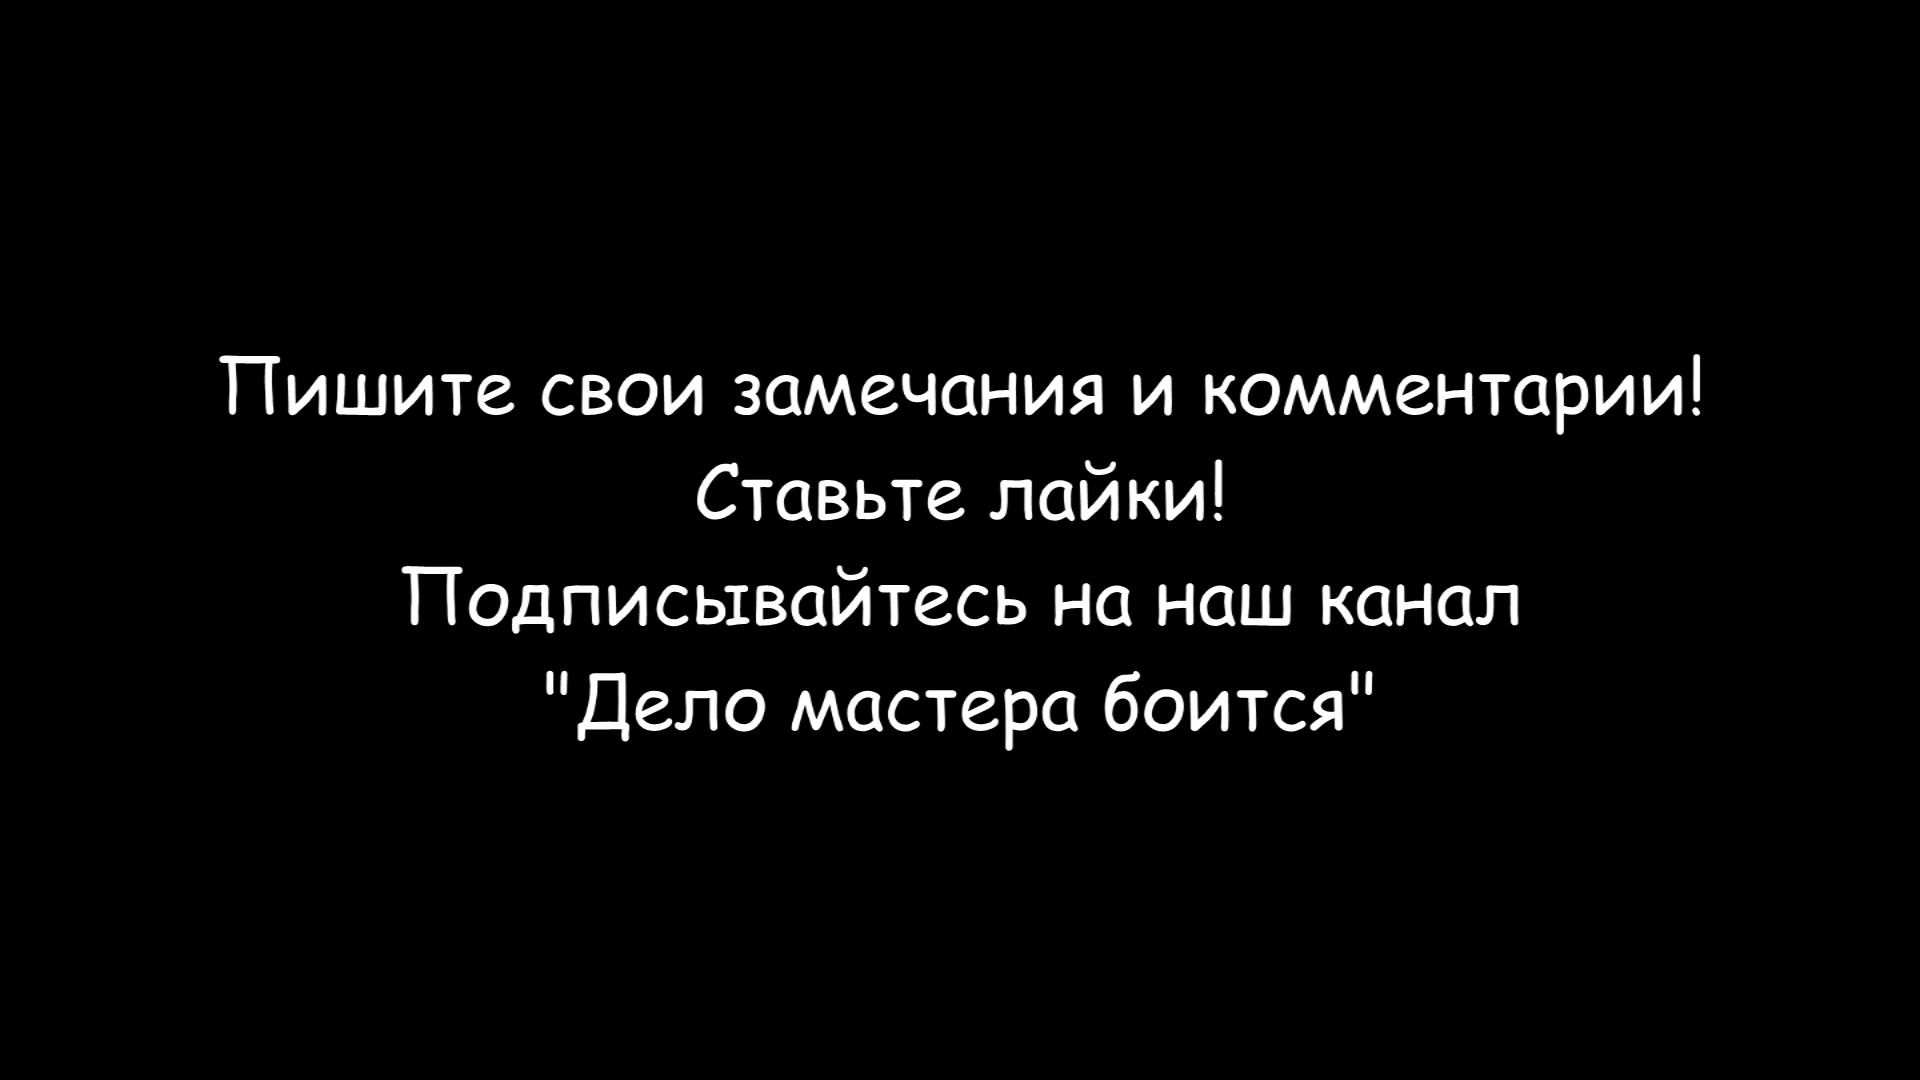 Пишите свои замечания и комментарии!
Ставьте лайки!
Подписывайтесь на наш канал
"Дело мастера боится"